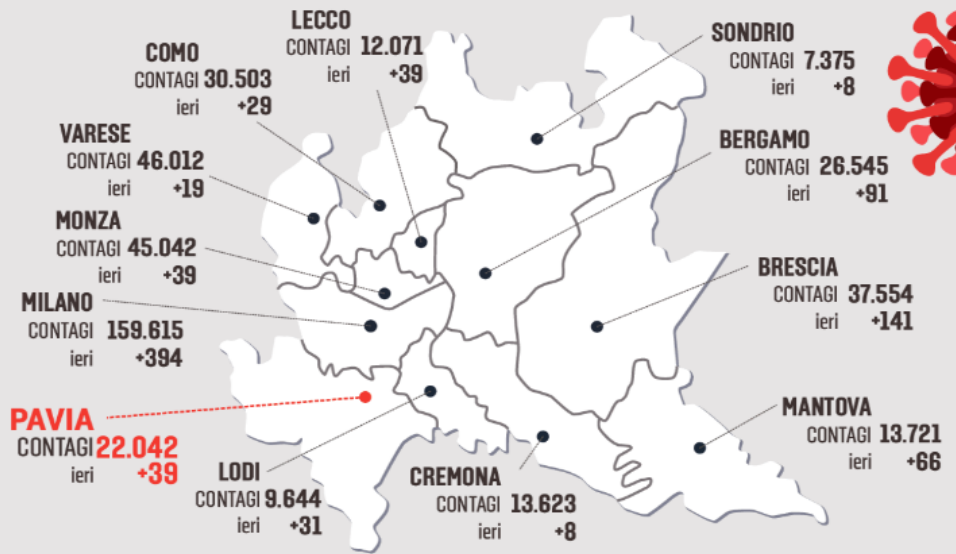 LECCO
CONTAGI 12.071
ieri +39
COMO
CONTAGI 30.503
ieri +29
SONDRIO
CONTAGI 7.375
ieri +8
VARESE
CONTAGI 46.012
ieri +19
BERGAMO
CONTAGI 26.545
ieri +91
MONZA
CONTAGI 45.042
ieri +39
BRESCIA
CONTAGI 37.554
ieri +141
MILANO
CONTAGI 159.615
ieri +394
PAVIA
CONTAGI 22.042
ieri +39
MANTOVA
CONTAGI 13.721
ieri +66
LODI
CONTAGI 9.644
ieri +31
CREMONA
CONTAGI 13.623
ieri +8